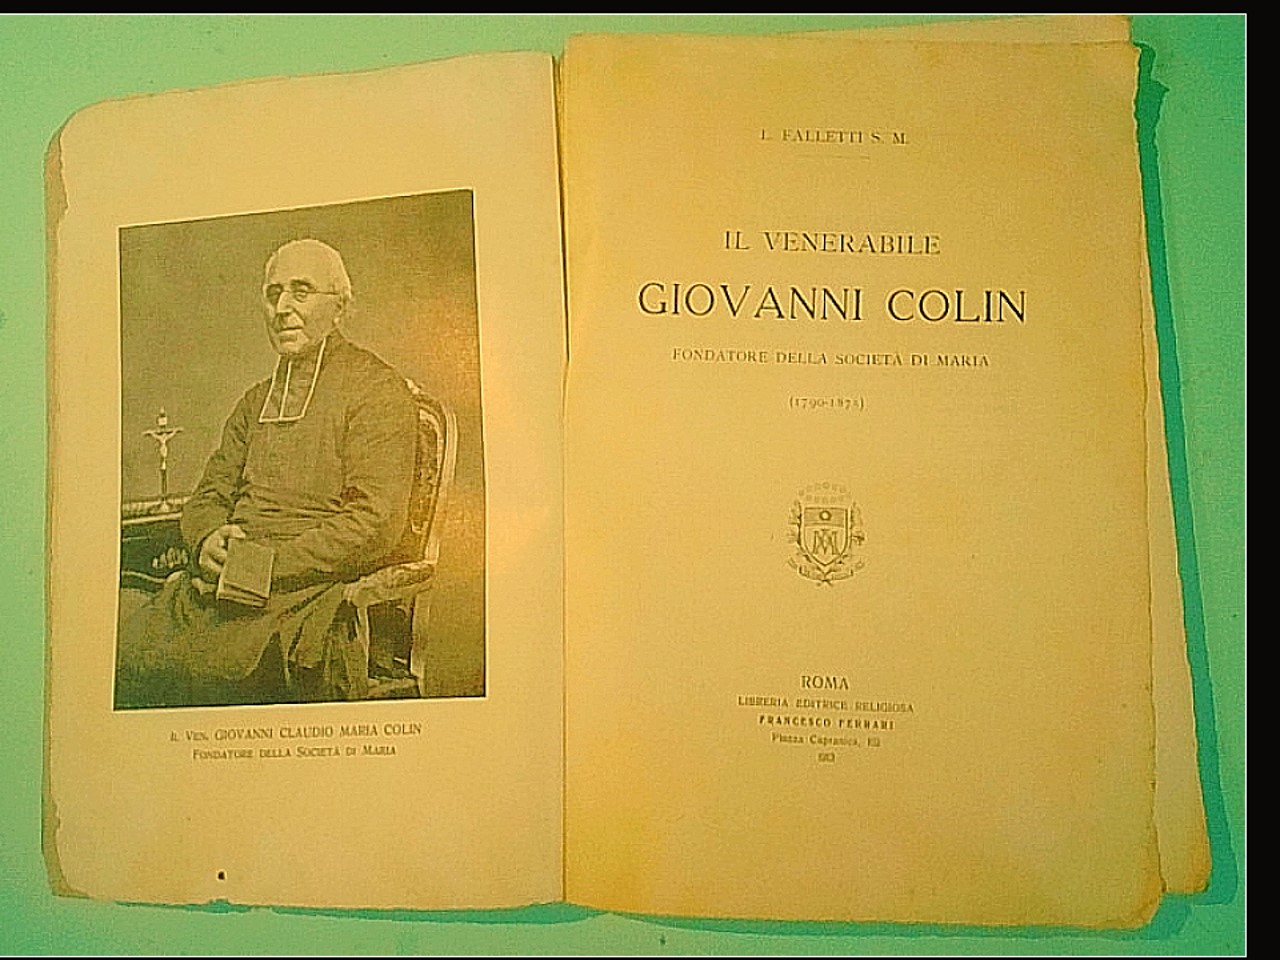 IL VEN. GIOVANNI CLAUDIO MARIA COLIN
FONDATORE DELLA SOCIETÀ DI MARIA
L. FALLETTI S. M.
IL VENERABILE
GIOVANNI COLIN
FONDATORE DELLA SOCIETÀ DI MARIA
(1790-1875)
ROMA
LIBRERIA EDITRICE RELIGIOSA
FRANCESCO FERRARI
Piazza Capranica,